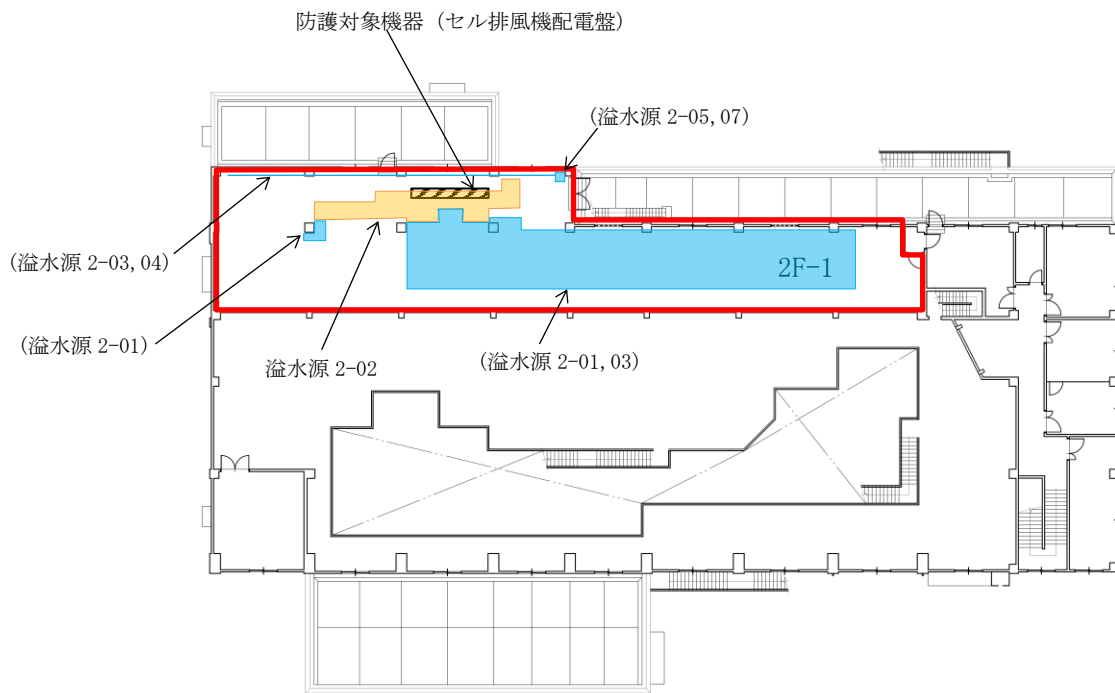 防護対象機器（セル排風機配電盤）
(溢水源 2-05,07)
2F-1
(溢水源 2-03,04)
(溢水源 2-01)
溢水源 2-02
(溢水源 2-01,03)